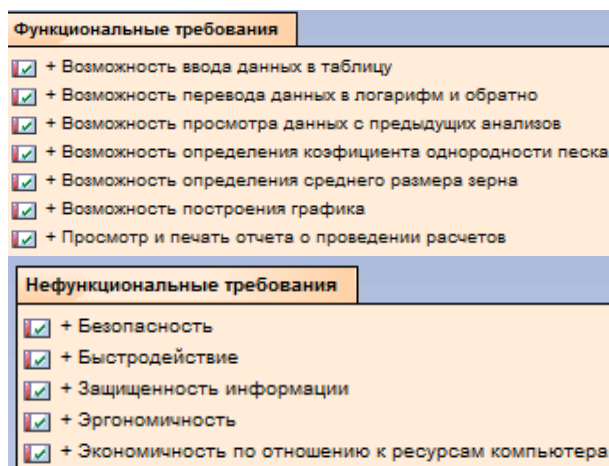 Функциональные требования
+ Возможность ввода данных в таблицу
+ Возможность перевода данных в логарифм и обратно
+ Возможность просмотра данных с предыдущих анализов
+ Возможность определения коэфициента однородности песка
+ Возможность определения среднего размера зерна
+ Возможность построения графика
+ Просмотр и печать отчета о проведении расчетов
Нефункциональные требования
+ Безопасность
+ Быстродействие
+ Защищенность информации
+ Эргономичность
+ Экономичность по отношению к ресурсам компьютера